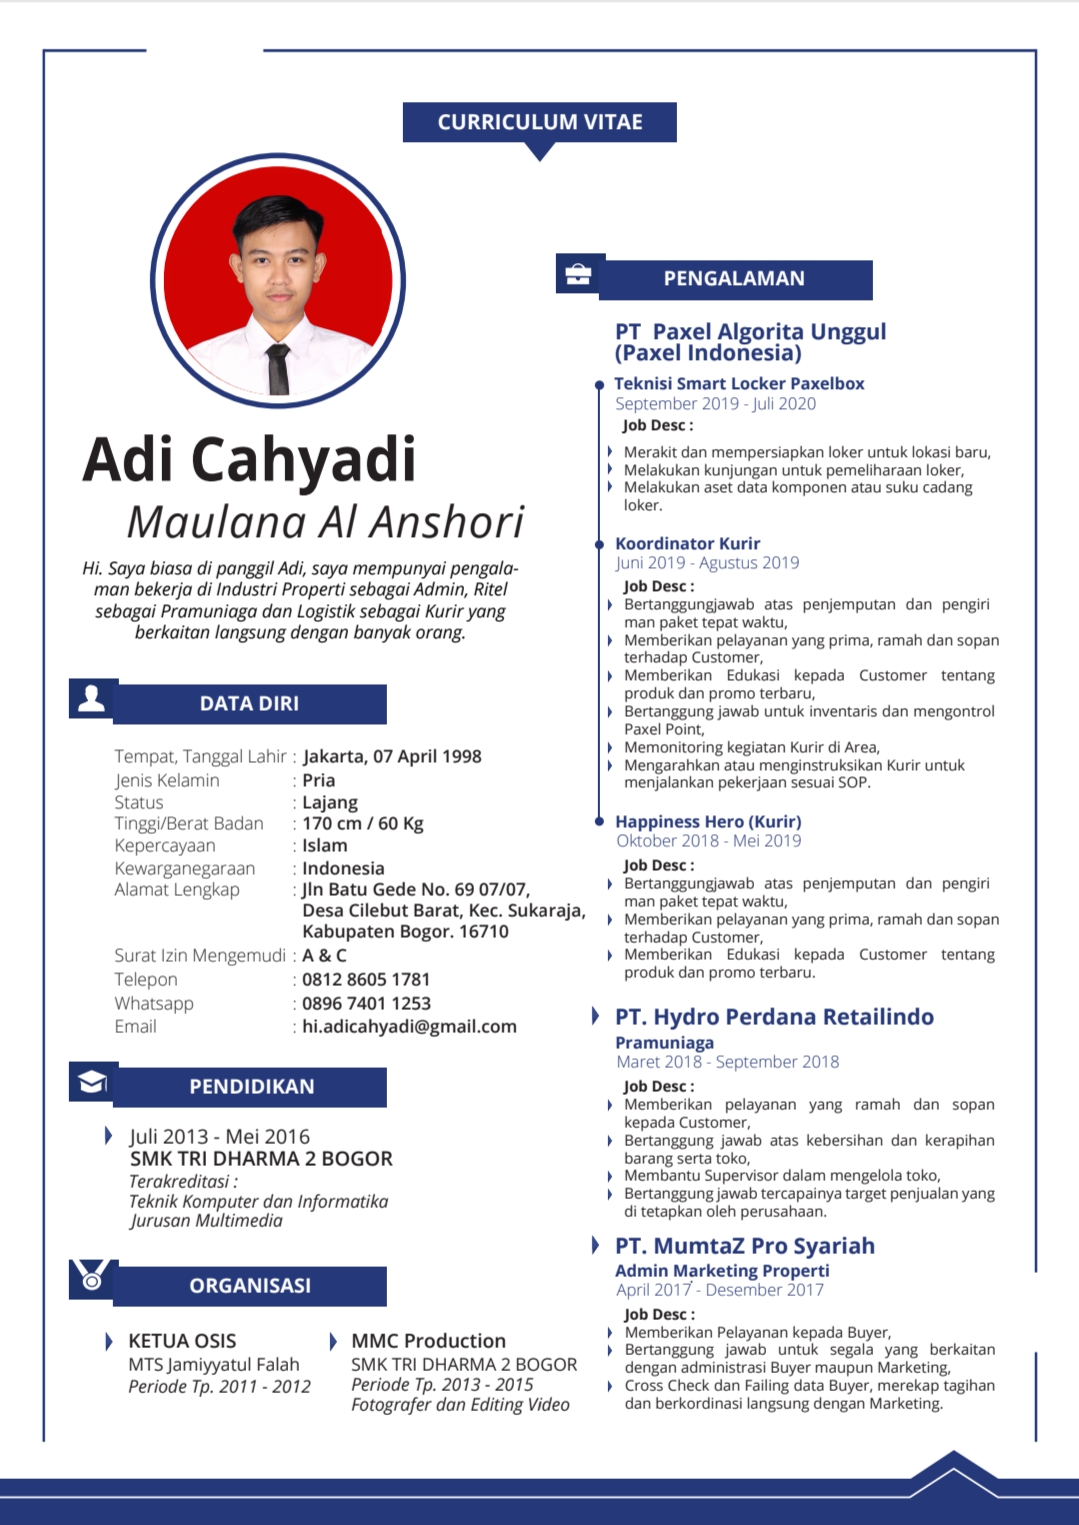 CURRICULUM VITAE
Adi Cahyadi
Maulana Al Anshori
Hi. Saya biasa di panggil Adi, saya mempunyai pengala-
man bekerja di Industri Properti sebagai Admin, Ritel
sebagai Pramuniaga dan Logistik sebagai Kurir yang
berkaitan langsung dengan banyak orang.
DATA DIRI
Tempat, Tanggal Lahir : Jakarta, 07 April 1998
Jenis Kelamin : Pria
Status : Lajang
Tinggi/Berat Badan : 170 cm / 60 Kg
Kepercayaan : Islam
Kewarganegaraan : Indonesia
Alamat Lengkap : Jln Batu Gede No. 69 07/07,
Desa Cilebut Barat, Kec. Sukaraja,
Kabupaten Bogor. 16710
Surat Izin Mengemudi : A & C
Telepon : 0812 8605 1781
Whatsapp : 0896 7401 1253
Email : hi.adicahyadi@gmail.com
PENDIDIKAN
Juli 2013 - Mei 2016
SMK TRI DHARMA 2 BOGOR
Terakreditasi :
Teknik Komputer dan Informatika
Jurusan Multimedia
ORGANISASI
KETUA OSIS
MTS Jamiyyatul Falah
Periode Tp. 2011 - 2012
MMC Production
SMK TRI DHARMA 2 BOGOR
Periode Tp. 2013 - 2015
Fotografer dan Editing Video
PENGALAMAN
PT Paxel Algorita Unggul
(Paxel Indonesia)
Teknisi Smart Locker Paxelbox
September 2019 - Juli 2020
Job Desc :
Merakit dan mempersiapkan loker untuk lokasi baru,
Melakukan kunjungan untuk pemeliharaan loker,
Melakukan aset data komponen atau suku cadang
loker.
Koordinator Kurir
Juni 2019 - Agustus 2019
Job Desc :
Bertanggungjawab atas penjemputan dan pengiri
man paket tepat waktu,
Memberikan pelayanan yang prima, ramah dan sopan
terhadap Customer,
Memberikan Edukasi kepada Customer tentang
produk dan promo terbaru,
Bertanggung jawab untuk inventaris dan mengontrol
Paxel Point,
Memonitoring kegiatan Kurir di Area,
Mengarahkan atau menginstruksikan Kurir untuk
menjalankan pekerjaan sesuai SOP.
Happiness Hero (Kurir)
Oktober 2018 - Mei 2019
Job Desc :
Bertanggungjawab atas penjemputan dan pengiri
man paket tepat waktu,
Memberikan pelayanan yang prima, ramah dan sopan
terhadap Customer,
Memberikan Edukasi kepada Customer tentang
produk dan promo terbaru.
PT. Hydro Perdana Retailindo
Pramuniaga
Maret 2018 - September 2018
Job Desc :
Memberikan pelayanan yang ramah dan sopan
kepada Customer,
Bertanggung jawab atas kebersihan dan kerapihan
barang serta toko,
Membantu Supervisor dalam mengelola toko,
Bertanggung jawab tercapainya target penjualan yang
di tetapkan oleh perusahaan.
PT. MumtaZ Pro Syariah
Admin Marketing Properti
April 2017 - Desember 2017
Job Desc :
Memberikan Pelayanan kepada Buyer,
Bertanggung jawab untuk segala yang berkaitan
dengan administrasi Buyer maupun Marketing,
Cross Check dan Failing data Buyer, merekap tagihan
dan berkordinasi langsung dengan Marketing.